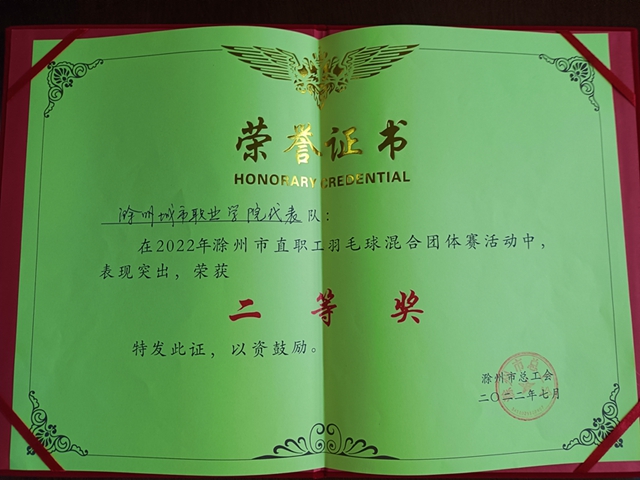 荣誉证书
HONORARY CREDENTIAL
滁州城市职业学院代表队：
在2022年滁州市直职工羽毛球混合团体赛活动中，
表现突出，荣获
二等奖
特发此证，以资鼓励。
滁州市总工会
二〇二二年七月